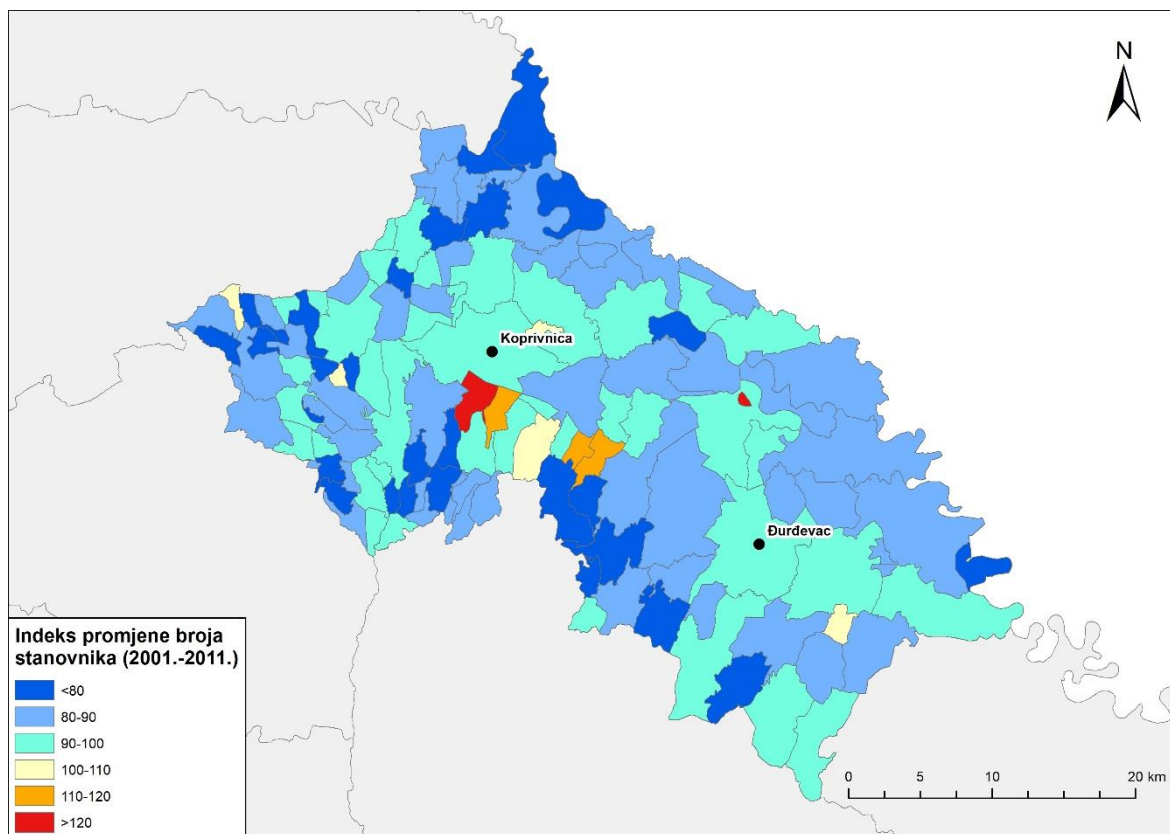 N
Koprivnica
Đurđevac
Indeks promjene broja
stanovnika (2001.-2011.)
<80
80-90
90-100
100-110
110-120
>120
0 5 10 20 km